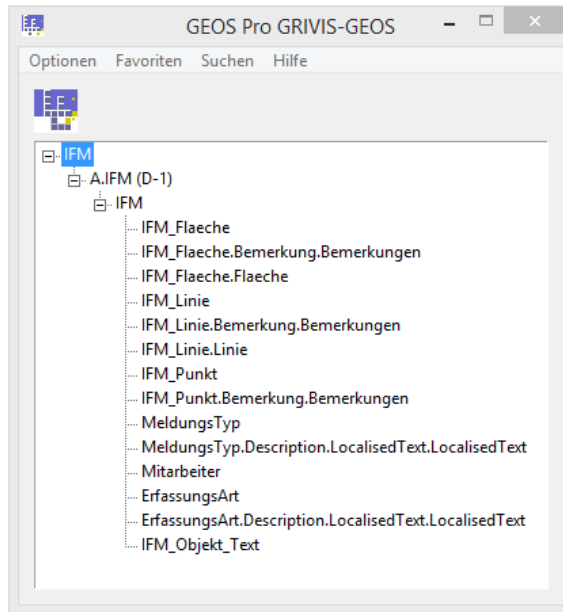 GEOS Pro GRIVIS-GEOS
Optionen Favoriten Suchen Hilfe
IFM
A.IFM (D-1)
IFM
IFM_Flaeche
IFM_Flaeche.Bemerkung.Bemerkungen
IFM_Flaeche.Flaeche
IFM_Linie
IFM_Linie.Bemerkung.Bemerkungen
IFM_Linie.Linie
IFM_Punkt
IFM_Punkt.Bemerkung.Bemerkungen
MeldungsTyp
MeldungsTyp.Description.LocalisedText.LocalisedText
Mitarbeiter
ErfassungsArt
ErfassungsArt.Description.LocalisedText.LocalisedText
IFM_Objekt_Text